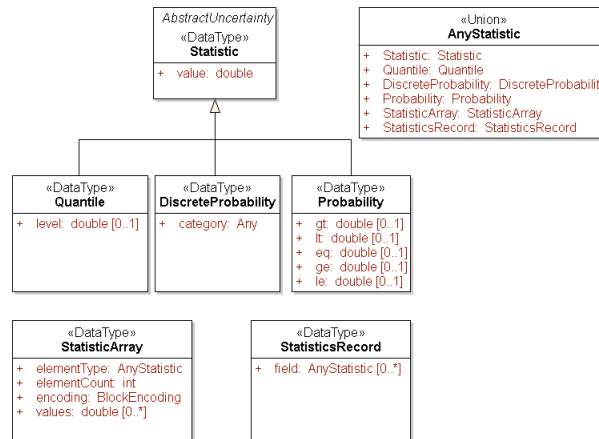 AbstractUncertainty
«DataType»
Statistic
+ value: double
«Union»
AnyStatistic
+ Statistic: Statistic
+ Quantile: Quantile
+ DiscreteProbability: DiscreteProbabilit
+ Probability: Probability
+ StatisticArray: StatisticArray
+ StatisticsRecord: StatisticsRecord
«DataType»
Quantile
+ level: double [0..1]
«DataType»
DiscreteProbability
+ category: Any
«DataType»
Probability
+ gt: double [0..1]
+ lt: double [0..1]
+ eq: double [0..1]
+ ge: double [0..1]
+ le: double [0..1]
«DataType»
StatisticArray
+ elementType: AnyStatistic
+ elementCount: int
+ encoding: BlockEncoding
+ values: double [0..*]
«DataType»
StatisticsRecord
+ field: AnyStatistic [0..*]